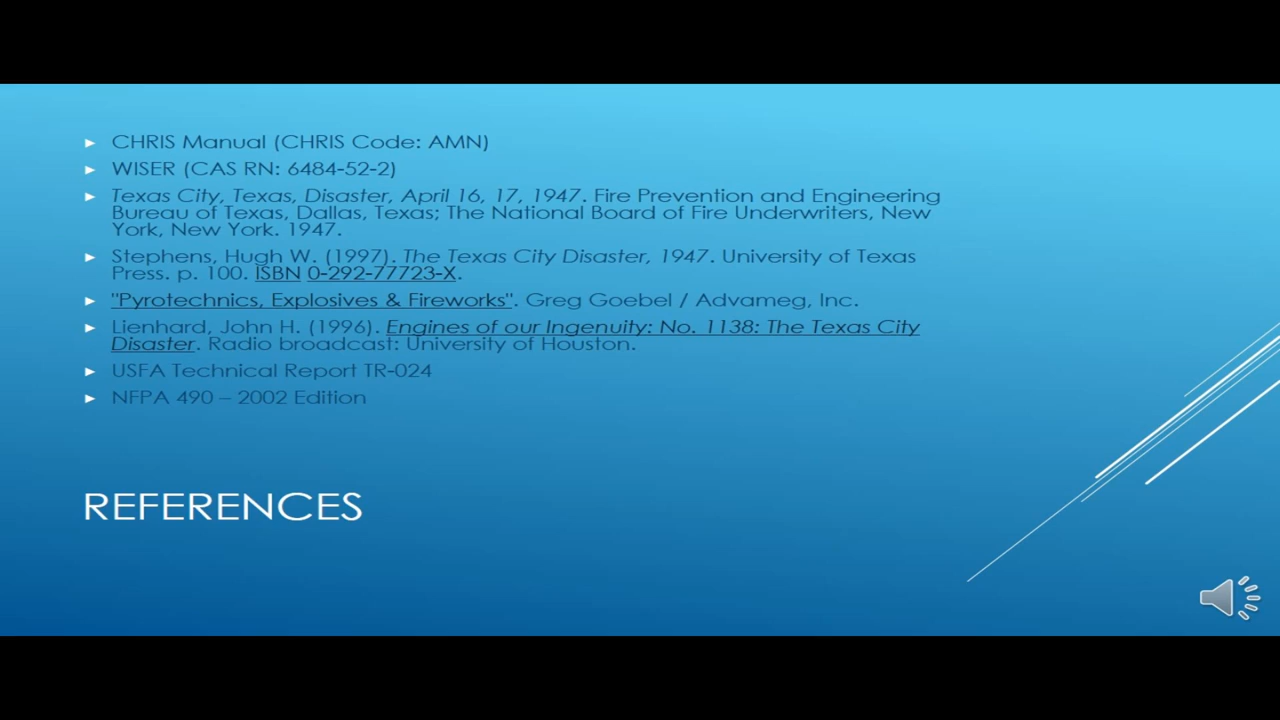 CHRIS Manual (CHRIS Code: AMN)
WISER (CAS RN: 6484-52-2)
Texas City, Texas, Disaster, April 16, 17, 1947. Fire Prevention and Engineering
Bureau of Texas, Dallas, Texas; The National Board of Fire Underwriters, New
York, New York. 1947.
Stephens, Hugh W. (1997). The Texas City Disaster, 1947. University of Texas
Press. p. 100. ISBN 0-292-77723-X.
"Pyrotechnics, Explosives & Fireworks". Greg Goebel / Advameg, Inc.
Lienhard, John H. (1996). Engines of our Ingenuity: No. 1138: The Texas City
Disaster. Radio broadcast: University of Houston.
USFA Technical Report TR-024
NFPA 490 – 2002 Edition
REFERENCES